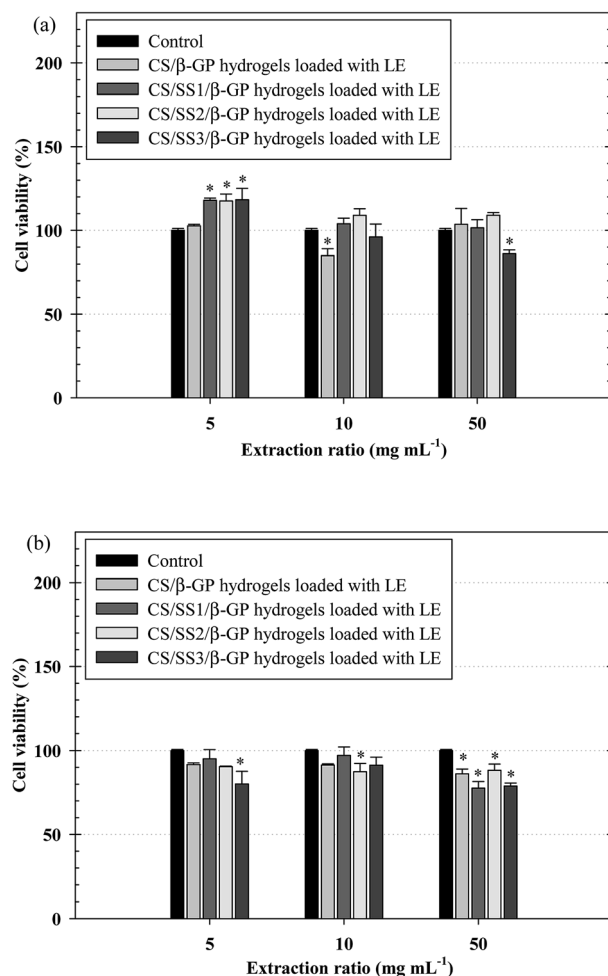 (a)
Control
CS/β-GP hydrogels loaded with LE
CS/SS1/β-GP hydrogels loaded with LE
CS/SS2/β-GP hydrogels loaded with LE
CS/SS3/β-GP hydrogels loaded with LE
Cell viability (%)
200
150
100
50
0
* * *
*
*
5 10 50
Extraction ratio (mg mL⁻¹)
(b)
Control
CS/β-GP hydrogels loaded with LE
CS/SS1/β-GP hydrogels loaded with LE
CS/SS2/β-GP hydrogels loaded with LE
CS/SS3/β-GP hydrogels loaded with LE
Cell viability (%)
200
150
100
50
0
*
*
* * * *
5 10 50
Extraction ratio (mg mL⁻¹)